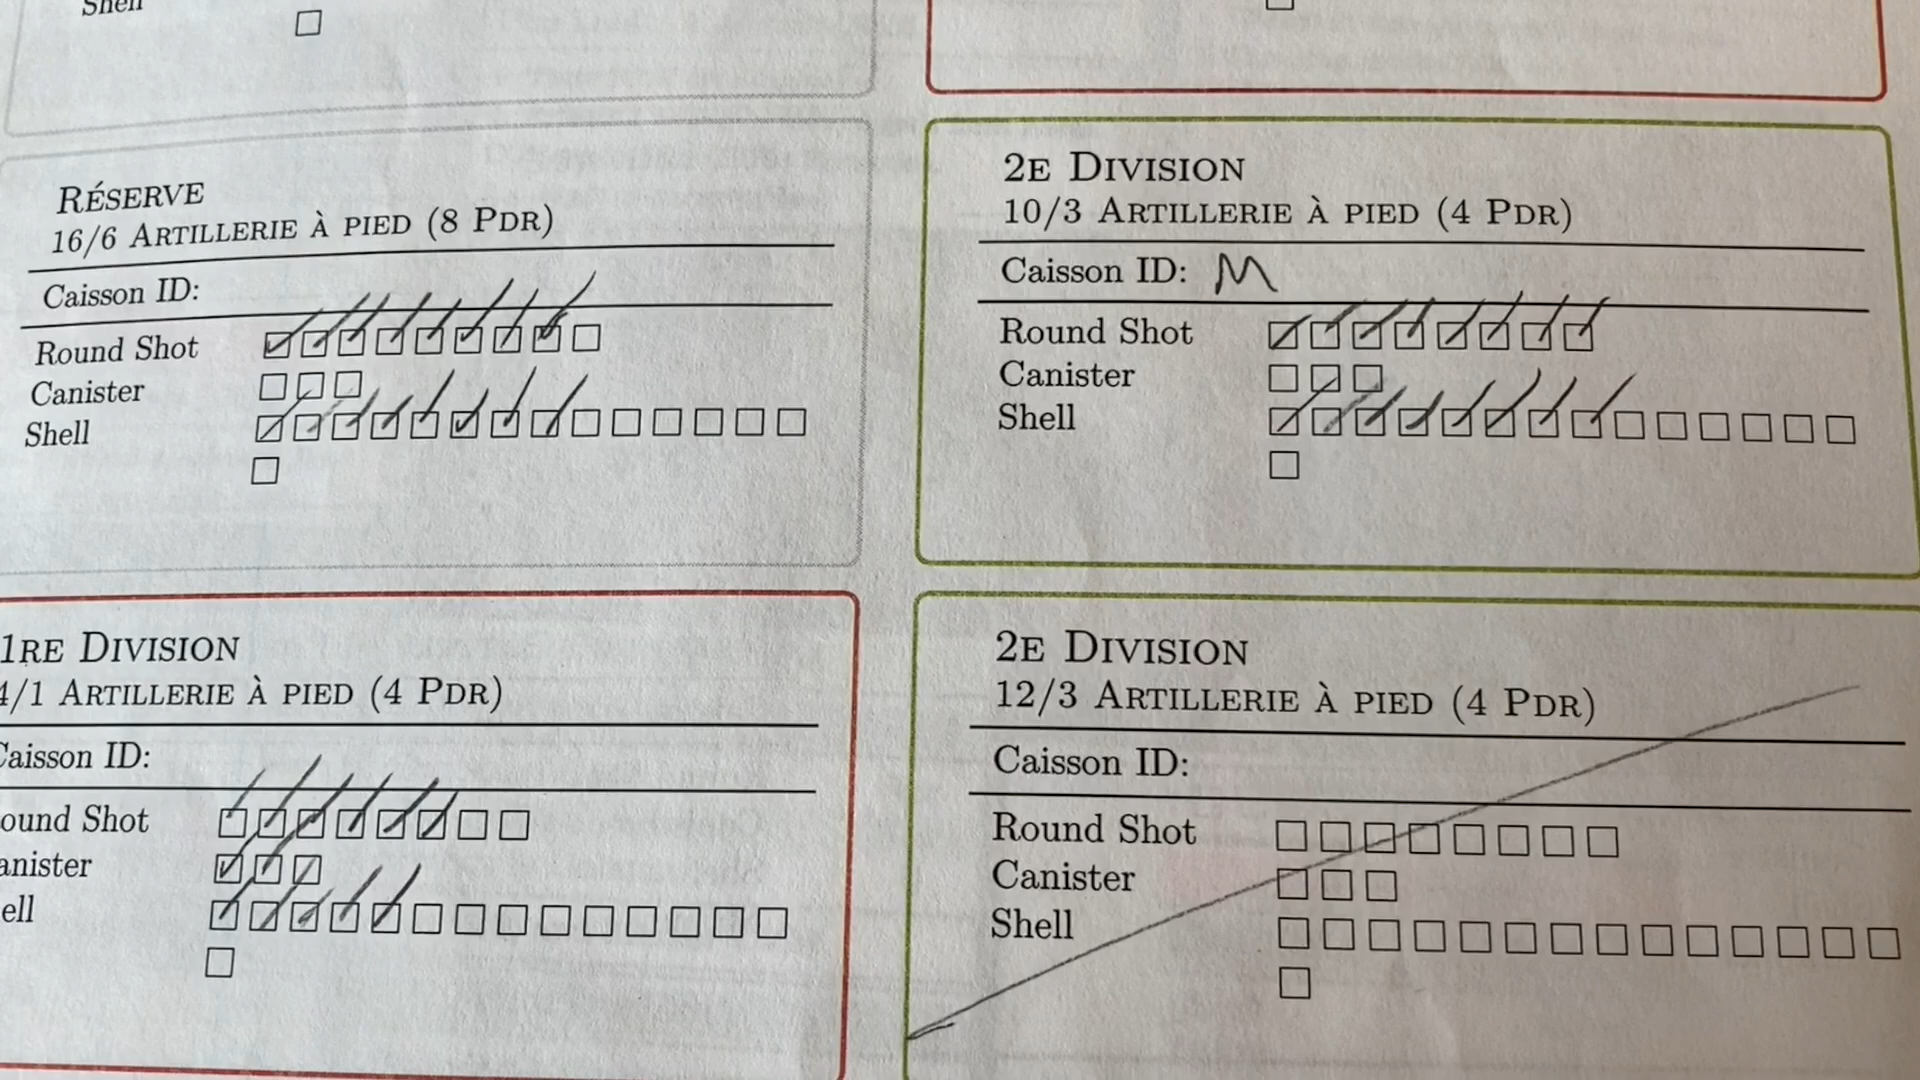 Shell
RÉSERVE
16/6 ARTILLERIE À PIED (8 PDR)
Caisson ID:
Round Shot
Canister
Shell
2E DIVISION
10/3 ARTILLERIE À PIED (4 PDR)
Caisson ID: M
Round Shot
Canister
Shell
1RE DIVISION
4/1 ARTILLERIE À PIED (4 PDR)
Caisson ID:
ound Shot
anister
ell
2E DIVISION
12/3 ARTILLERIE À PIED (4 PDR)
Caisson ID:
Round Shot
Canister
Shell